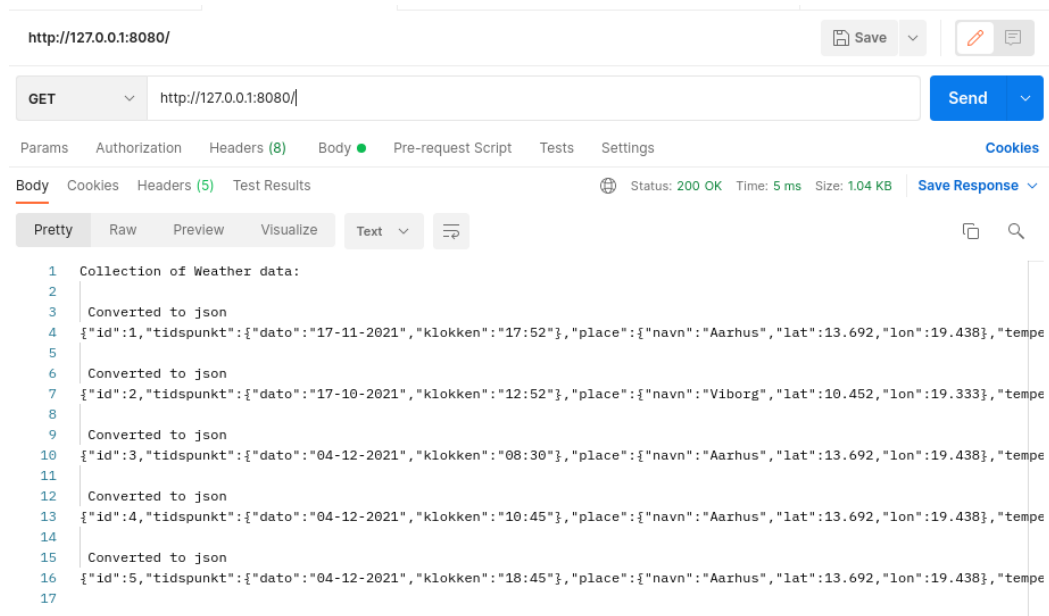 http://127.0.0.1:8080/
Save
GET http://127.0.0.1:8080/ Send
Params Authorization Headers (8) Body Pre-request Script Tests Settings Cookies
Body Cookies Headers (5) Test Results Status: 200 OK Time: 5 ms Size: 1.04 KB Save Response
Pretty Raw Preview Visualize Text
1 Collection of Weather data:
2
3 Converted to json
4 {"id":1,"tidspunkt":{"dato":"17-11-2021","klokken":"17:52"},"place":{"navn":"Aarhus","lat":13.692,"lon":19.438},"tempe
5
6 Converted to json
7 {"id":2,"tidspunkt":{"dato":"17-10-2021","klokken":"12:52"},"place":{"navn":"Viborg","lat":10.452,"lon":19.333},"tempe
8
9 Converted to json
10 {"id":3,"tidspunkt":{"dato":"04-12-2021","klokken":"08:30"},"place":{"navn":"Aarhus","lat":13.692,"lon":19.438},"tempe
11
12 Converted to json
13 {"id":4,"tidspunkt":{"dato":"04-12-2021","klokken":"10:45"},"place":{"navn":"Aarhus","lat":13.692,"lon":19.438},"tempe
14
15 Converted to json
16 {"id":5,"tidspunkt":{"dato":"04-12-2021","klokken":"18:45"},"place":{"navn":"Aarhus","lat":13.692,"lon":19.438},"tempe
17